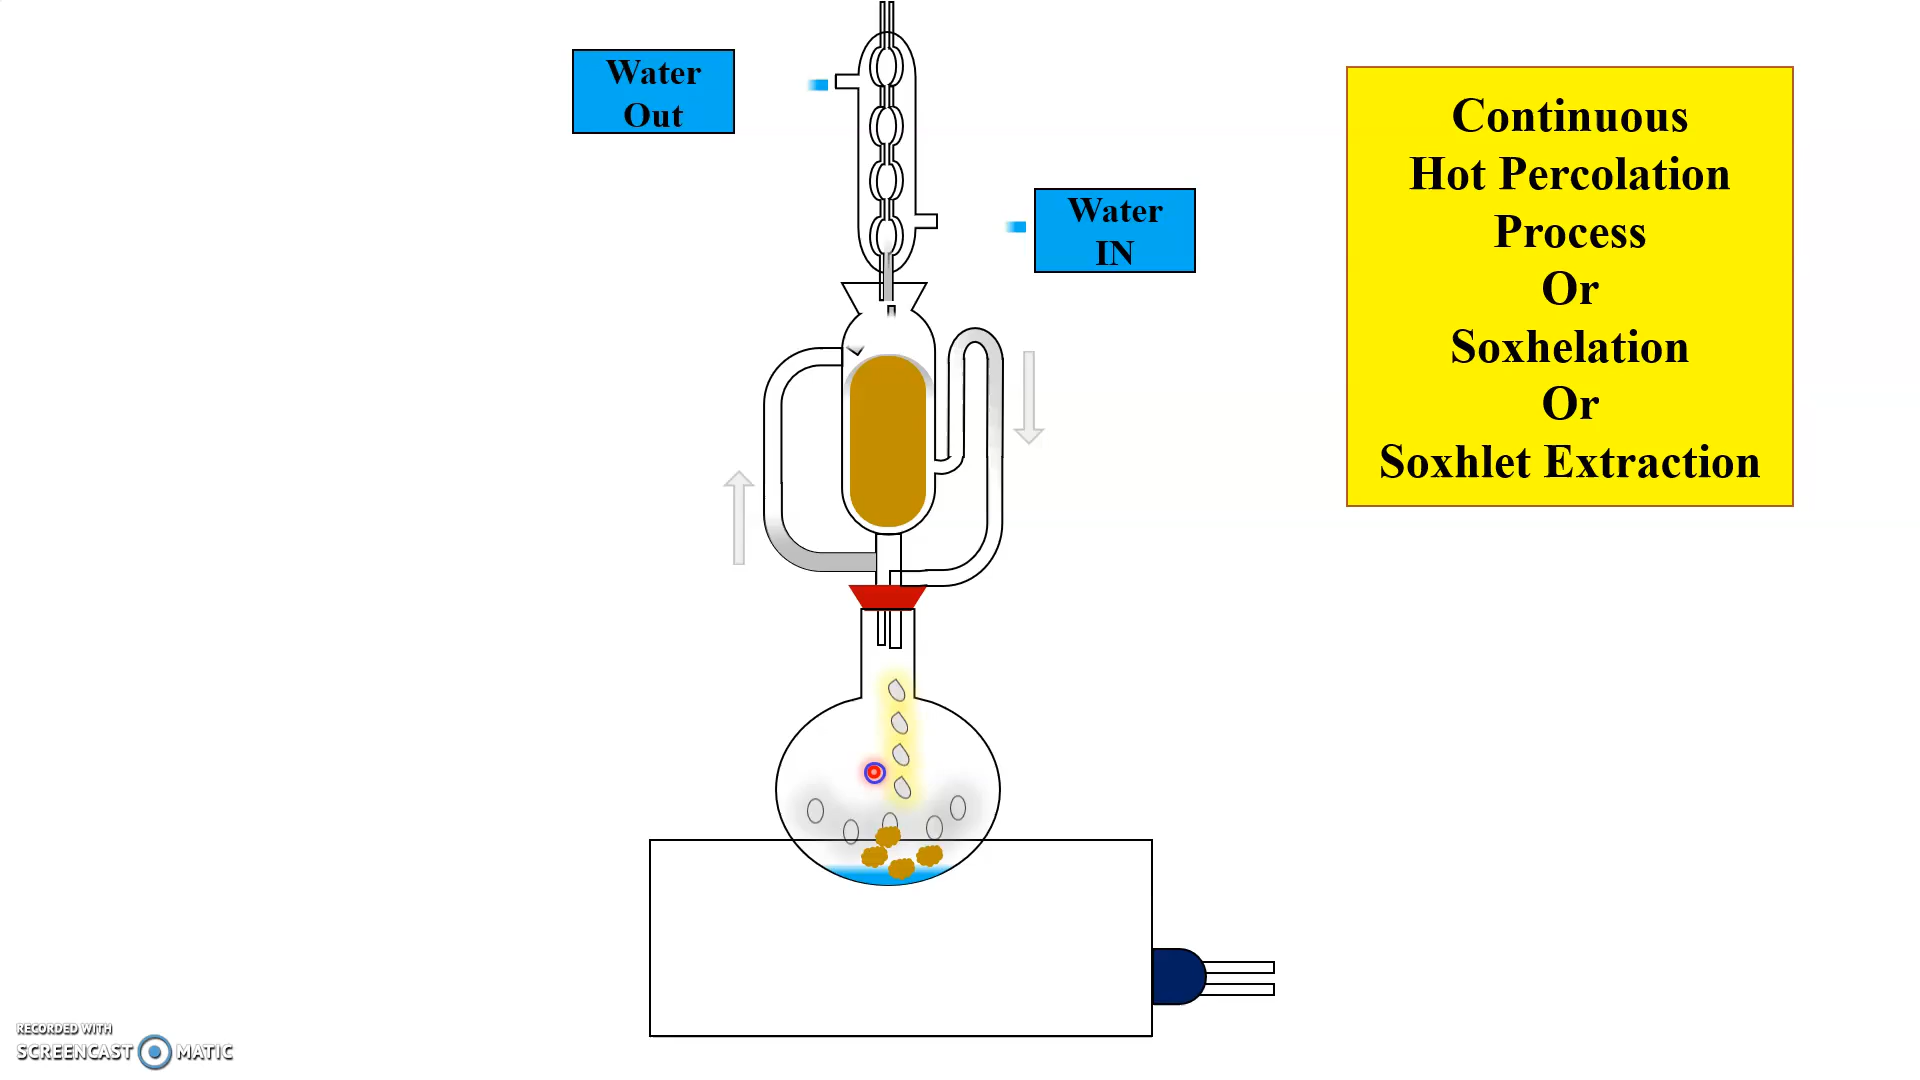 Water
Out
Water
IN
Continuous
Hot Percolation
Process
Or
Soxhelation
Or
Soxhlet Extraction
RECORDED WITH
SCREENCAST MATIC